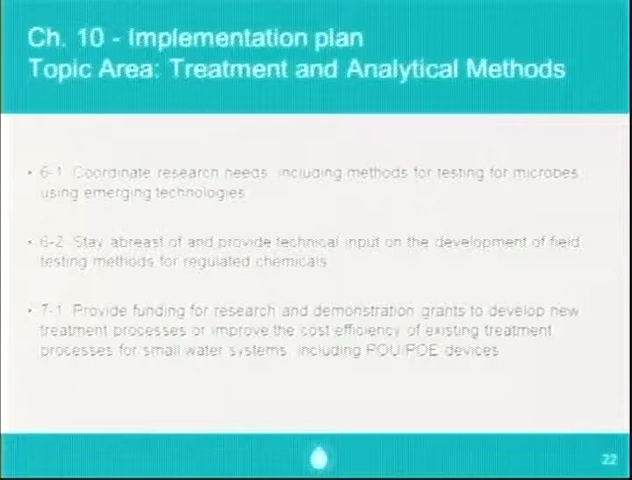 Ch. 10 - Implementation plan
Topic Area: Treatment and Analytical Methods
• 6-1 Coordinate research needs, including methods for testing for microbes
using emerging technologies
• 6-2 Stay abreast of and provide technical input on the development of field
testing methods for regulated chemicals
• 7-1 Provide funding for research and demonstration grants to develop new
treatment processes or improve the cost efficiency of existing treatment
processes for small water systems, including POU/POE devices
22